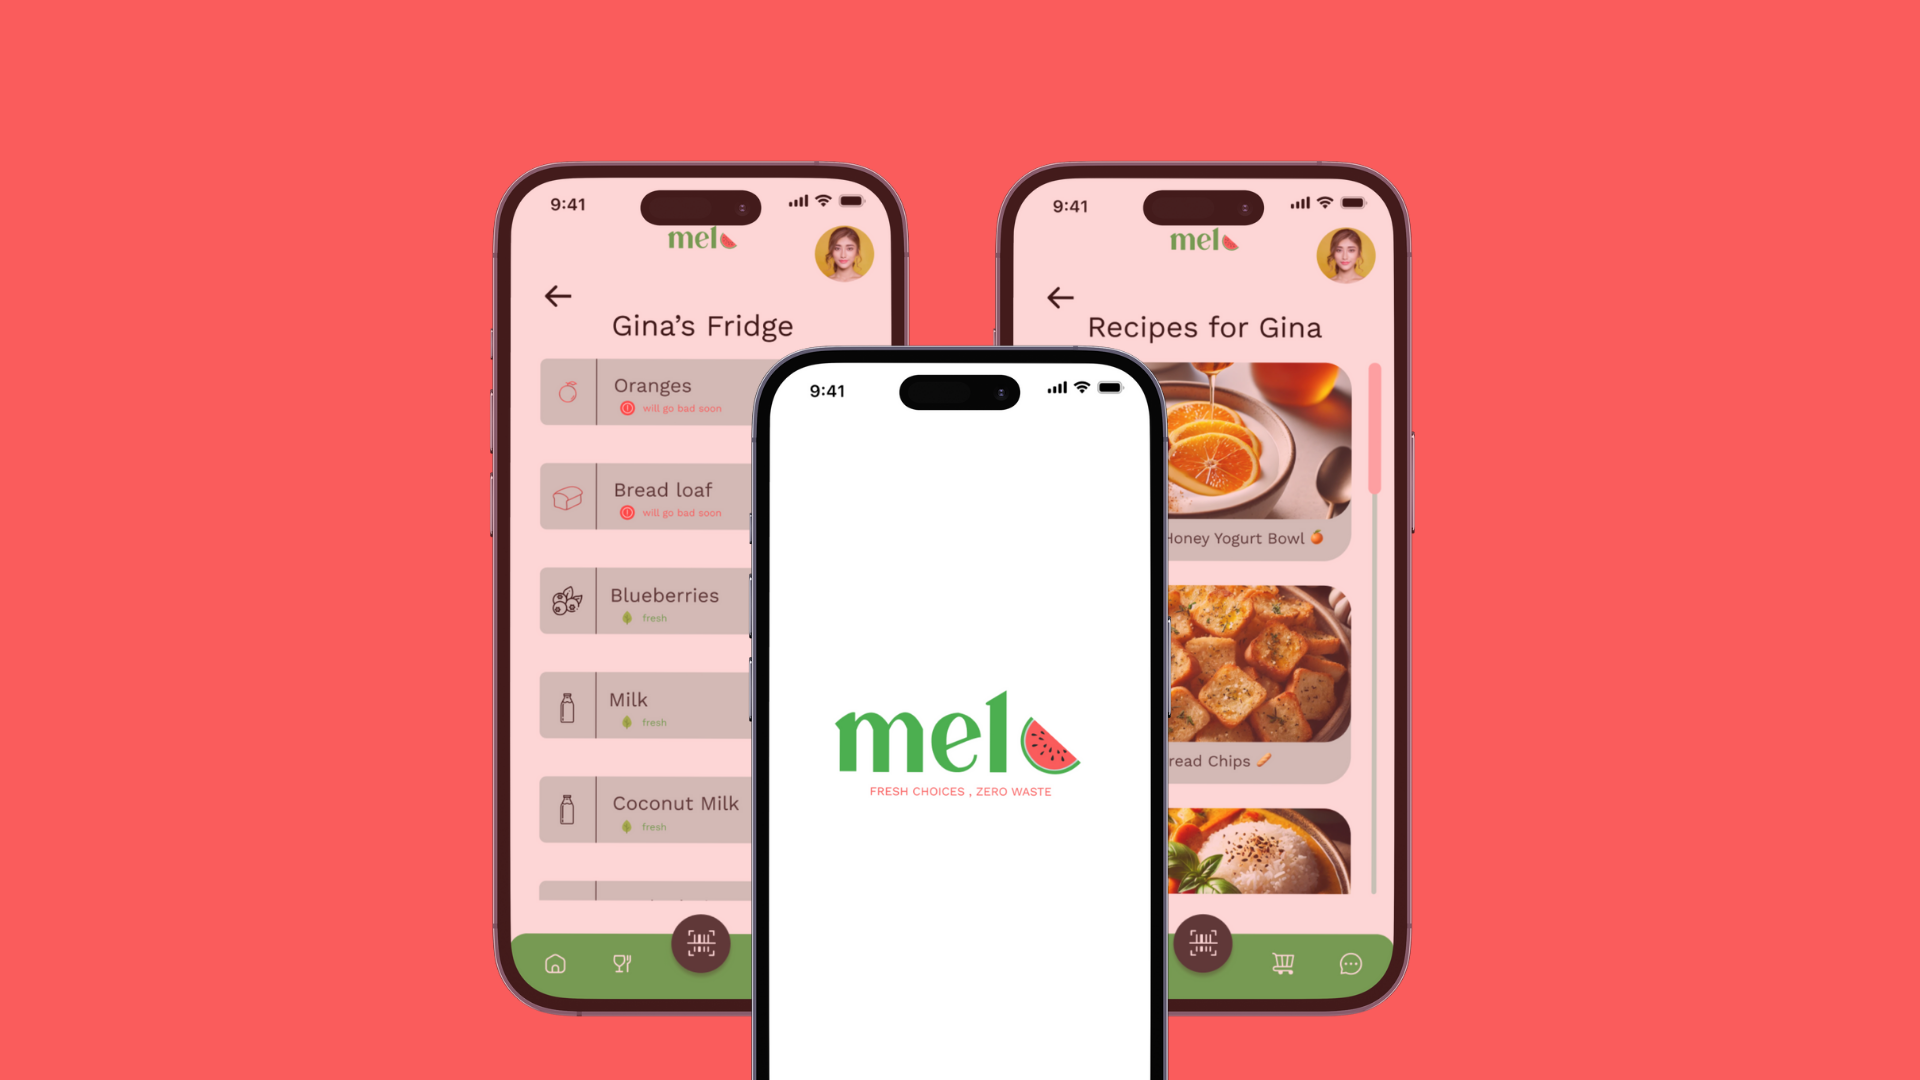 9:41
mel
Gina's Fridge
Oranges
will go bad soon
Bread loaf
will go bad soon
Blueberries
fresh
Milk
fresh
Coconut Milk
fresh
9:41
mel
FRESH CHOICES , ZERO WASTE
9:41
mel
Recipes for Gina
Honey Yogurt Bowl
read Chips